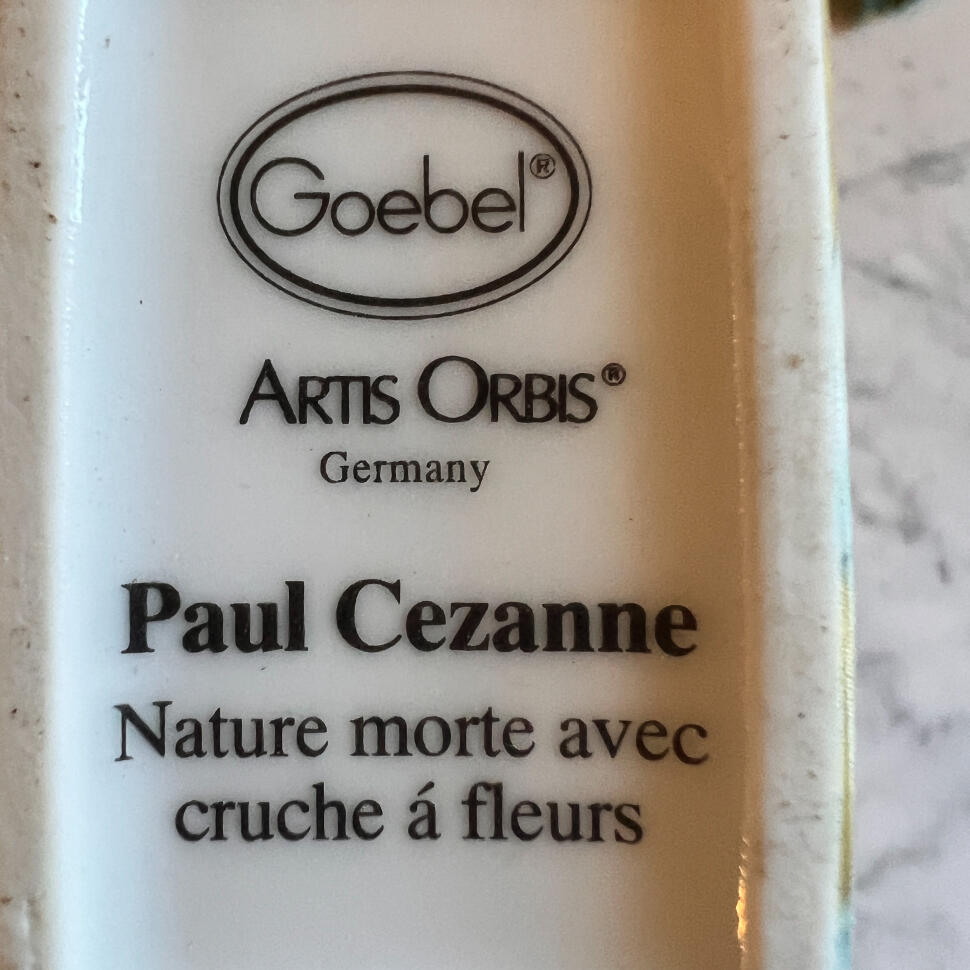 Goebel®
ARTIS ORBIS®
Germany
Paul Cezanne
Nature morte avec
cruche á fleurs